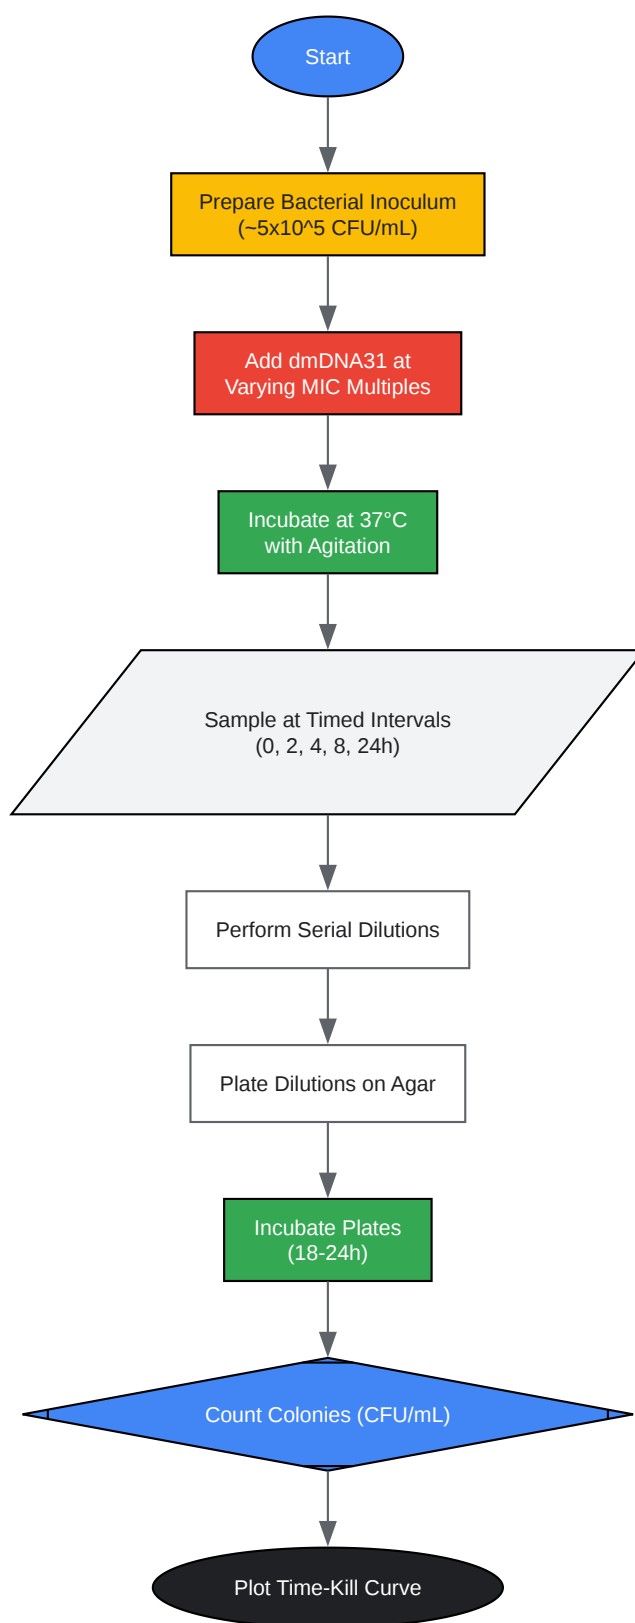 Start
Prepare Bacterial Inoculum
(~5x10^5 CFU/mL)
Add dmDNA31 at
Varying MIC Multiples
Incubate at 37°C
with Agitation
Sample at Timed Intervals
(0, 2, 4, 8, 24h)
Perform Serial Dilutions
Plate Dilutions on Agar
Incubate Plates
(18-24h)
Count Colonies (CFU/mL)
Plot Time-Kill Curve